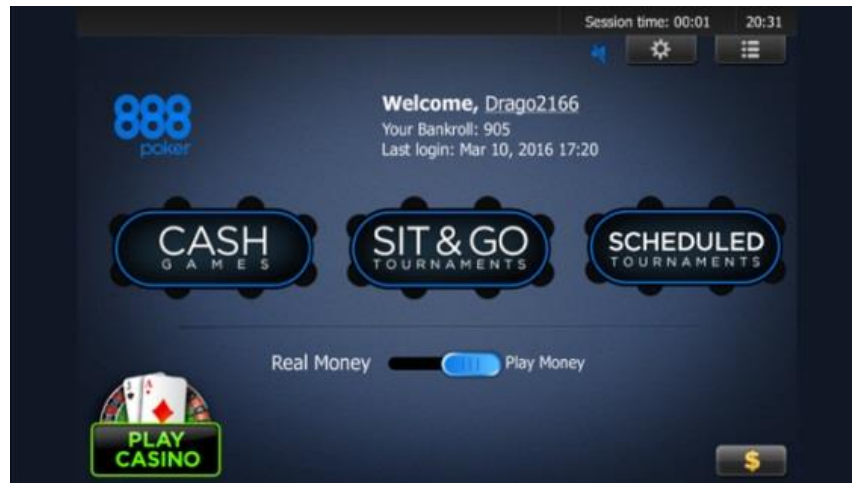 Session time: 00:01 20:31
888
poker
Welcome, Drago2166
Your Bankroll: 905
Last login: Mar 10, 2016 17:20
CASH
GAMES
SIT & GO
TOURNAMENTS
SCHEDULED
TOURNAMENTS
Real Money Play Money
A
PLAY
CASINO
$